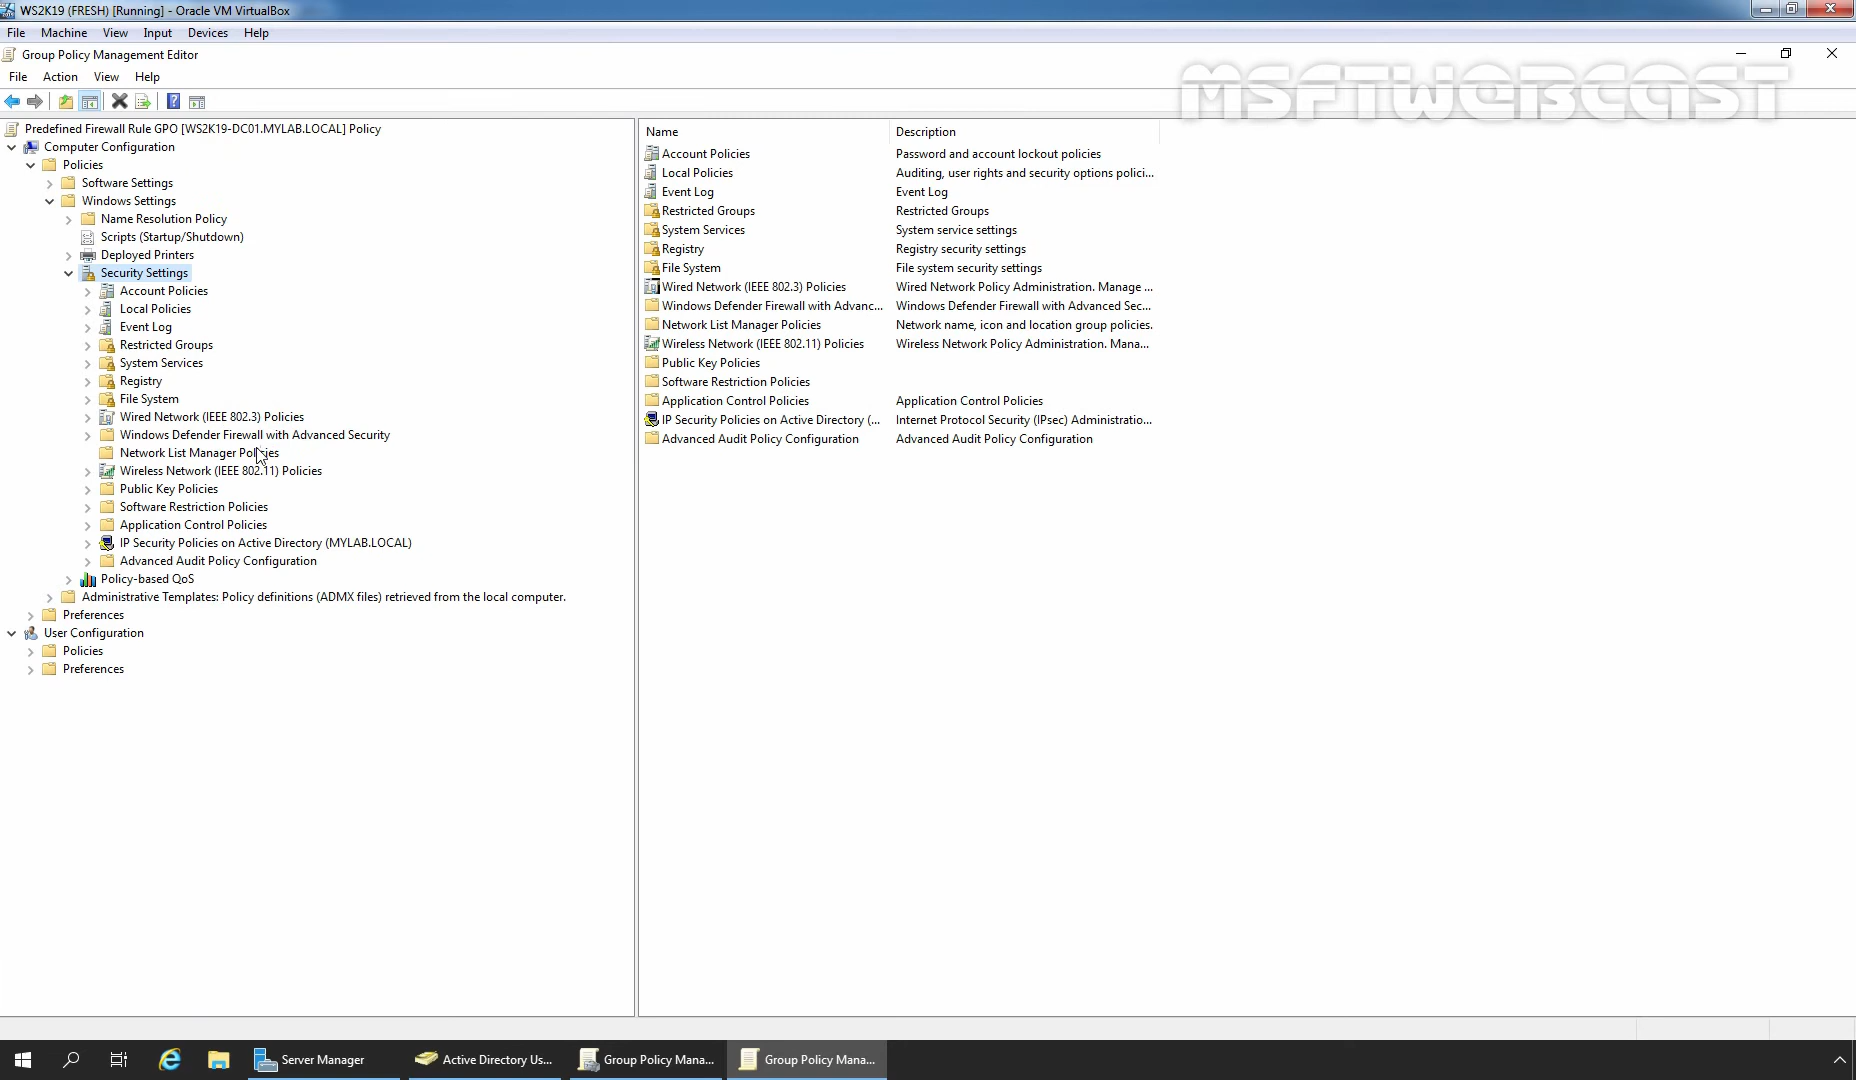 WS2K19 (FRESH) [Running] - Oracle VM VirtualBox
File Machine View Input Devices Help
Group Policy Management Editor
File Action View Help
MSFTWEBCAST
Predefined Firewall Rule GPO [WS2K19-DC01.MYLAB.LOCAL] Policy
Computer Configuration
Policies
Software Settings
Windows Settings
Name Resolution Policy
Scripts (Startup/Shutdown)
Deployed Printers
Security Settings
Account Policies
Local Policies
Event Log
Restricted Groups
System Services
Registry
File System
Wired Network (IEEE 802.3) Policies
Windows Defender Firewall with Advanced Security
Network List Manager Policies
Wireless Network (IEEE 802.11) Policies
Public Key Policies
Software Restriction Policies
Application Control Policies
IP Security Policies on Active Directory (MYLAB.LOCAL)
Advanced Audit Policy Configuration
Policy-based QoS
Administrative Templates: Policy definitions (ADMX files) retrieved from the local computer.
Preferences
User Configuration
Policies
Preferences
Name Description
Account Policies Password and account lockout policies
Local Policies Auditing, user rights and security options polici...
Event Log Event Log
Restricted Groups Restricted Groups
System Services System service settings
Registry Registry security settings
File System File system security settings
Wired Network (IEEE 802.3) Policies Wired Network Policy Administration. Manage ...
Windows Defender Firewall with Advanc... Windows Defender Firewall with Advanced Sec...
Network List Manager Policies Network name, icon and location group policies.
Wireless Network (IEEE 802.11) Policies Wireless Network Policy Administration. Mana...
Public Key Policies
Software Restriction Policies
Application Control Policies Application Control Policies
IP Security Policies on Active Directory (... Internet Protocol Security (IPsec) Administratio...
Advanced Audit Policy Configuration Advanced Audit Policy Configuration
Server Manager Active Directory Us... Group Policy Mana... Group Policy Mana...